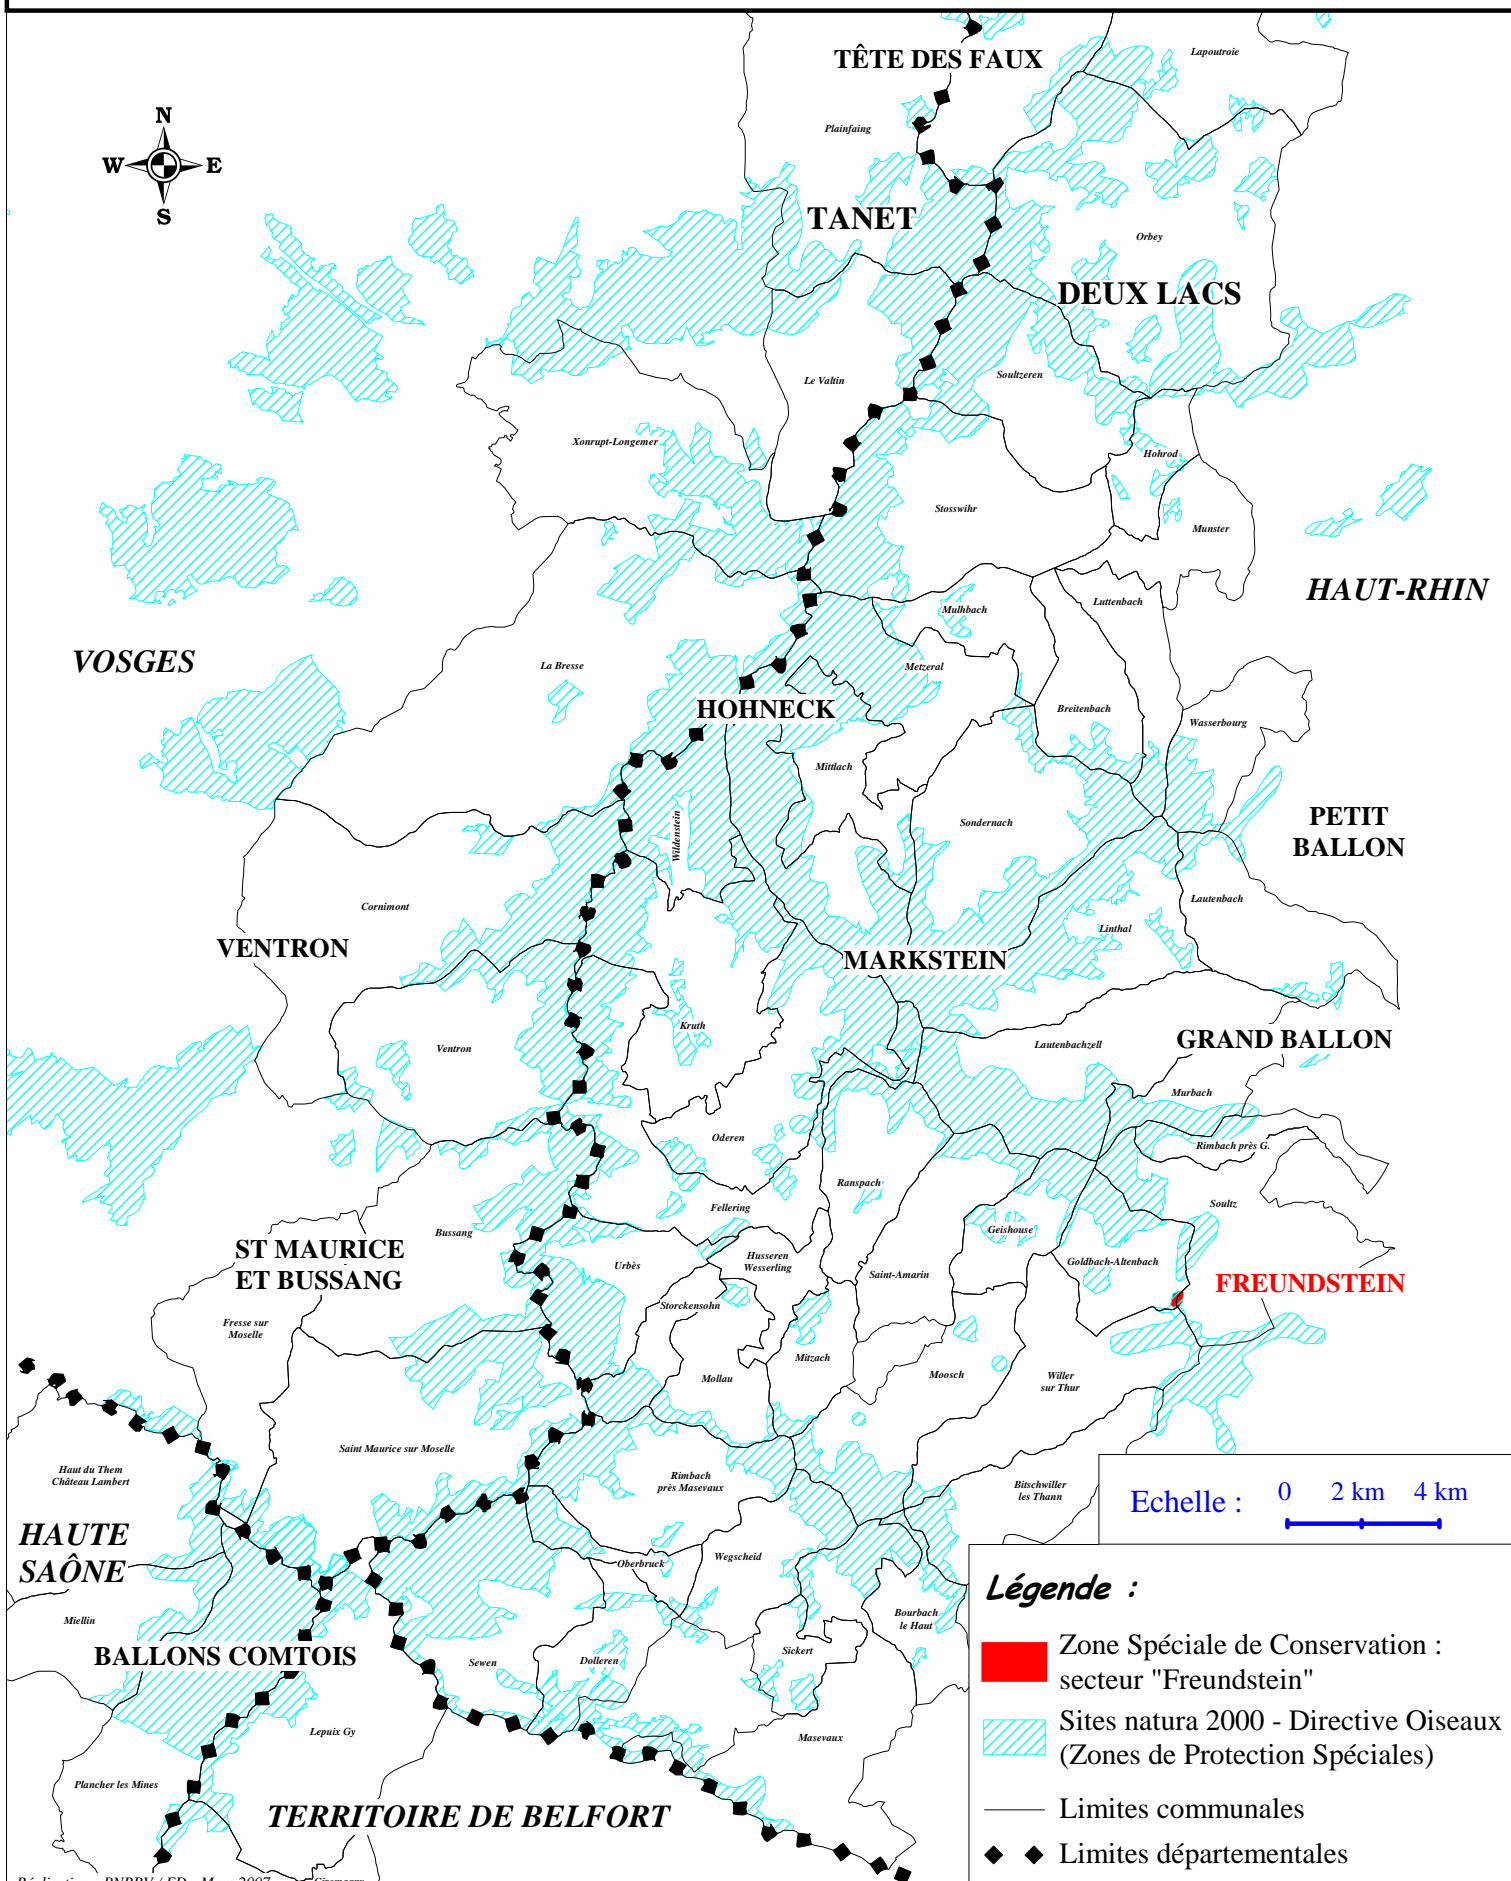 TÊTE DES FAUX
Lapoutroie
Plainfaing
N
W
E
S
TANET
Orbey
DEUX LACS
Le Valtin
Soultzeren
Xonrupt-Longemer
Hohrod
Stosswihr
Munster
HAUT-RHIN
Mulhbach
Luttenbach
VOSGES
La Bresse
Metzeral
HOHNECK
Breitenbach
Wasserbourg
Mittlach
Wildenstein
Sondernach
PETIT
BALLON
Cornimont
Lautenbach
Linthal
VENTRON
MARKSTEIN
Kruth
Ventron
Lautenbachzell
GRAND BALLON
Murbach
Oderen
Rimbach près G.
Ranspach
Soultz
Fellering
Bussang
Geishouse
ST MAURICE
ET BUSSANG
Urbès
Husseren
Wesserling
Saint-Amarin
Goldbach-Altenbach
FREUNDSTEIN
Storckensohn
Fresse sur
Moselle
Mitzach
Mollau
Moosch
Willer
sur Thur
Saint Maurice sur Moselle
Haut du Them
Château Lambert
Rimbach
près Masevaux
Bitschwiller
les Thann
Echelle :
0 2 km 4 km
HAUTE
SAÔNE
Oberbruck
Wegscheid
Miellin
Bourbach
le Haut
BALLONS COMTOIS
Sewen
Dolleren
Sickert
Lepuix Gy
Masevaux
Plancher les Mines
TERRITOIRE DE BELFORT
Légende :
Zone Spéciale de Conservation :
secteur "Freundstein"
Sites natura 2000 - Directive Oiseaux
(Zones de Protection Spéciales)
Limites communales
Limites départementales